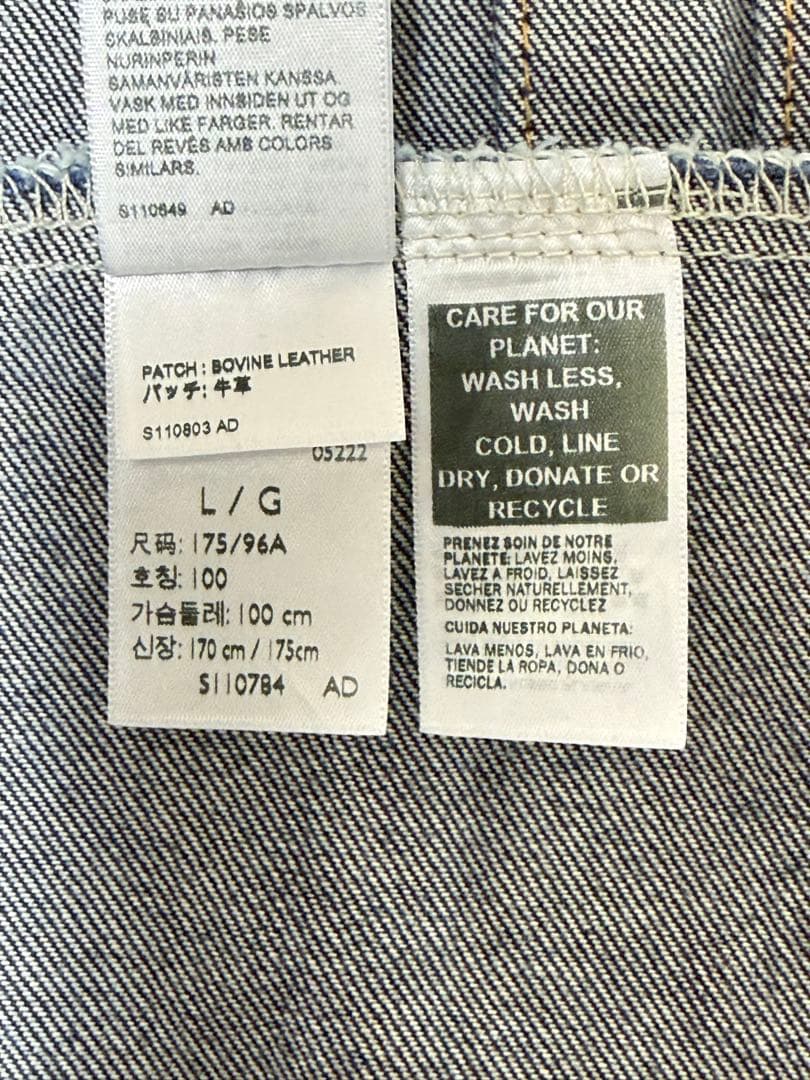 PUSE SU PANAŠIOS SPALVOS
SKALBINIAIS. PESE
NURINPERIN
SAMANVÄRISTEN KANSSA.
VASK MED INNSIDEN UT OG
MED LIKE FARGER. RENTAR
DEL REVÉS AMB COLORS
SIMILARS.
S110649 AD
PATCH : BOVINE LEATHER
パッチ: 牛革
S110803 AD
05222
L / G
尺码: 175/96A
호칭: 100
가슴둘레: 100 cm
신장: 170 cm / 175cm
S110784 AD
CARE FOR OUR
PLANET:
WASH LESS,
WASH
COLD, LINE
DRY, DONATE OR
RECYCLE
PRENEZ SOIN DE NOTRE
PLANÈTE: LAVEZ MOINS,
LAVEZ À FROID, LAISSEZ
SÉCHER NATURELLEMENT,
DONNEZ OU RECYCLEZ
CUIDA NUESTRO PLANETA:
LAVA MENOS, LAVA EN FRÍO,
TIENDE LA ROPA, DONA O
RECICLA.